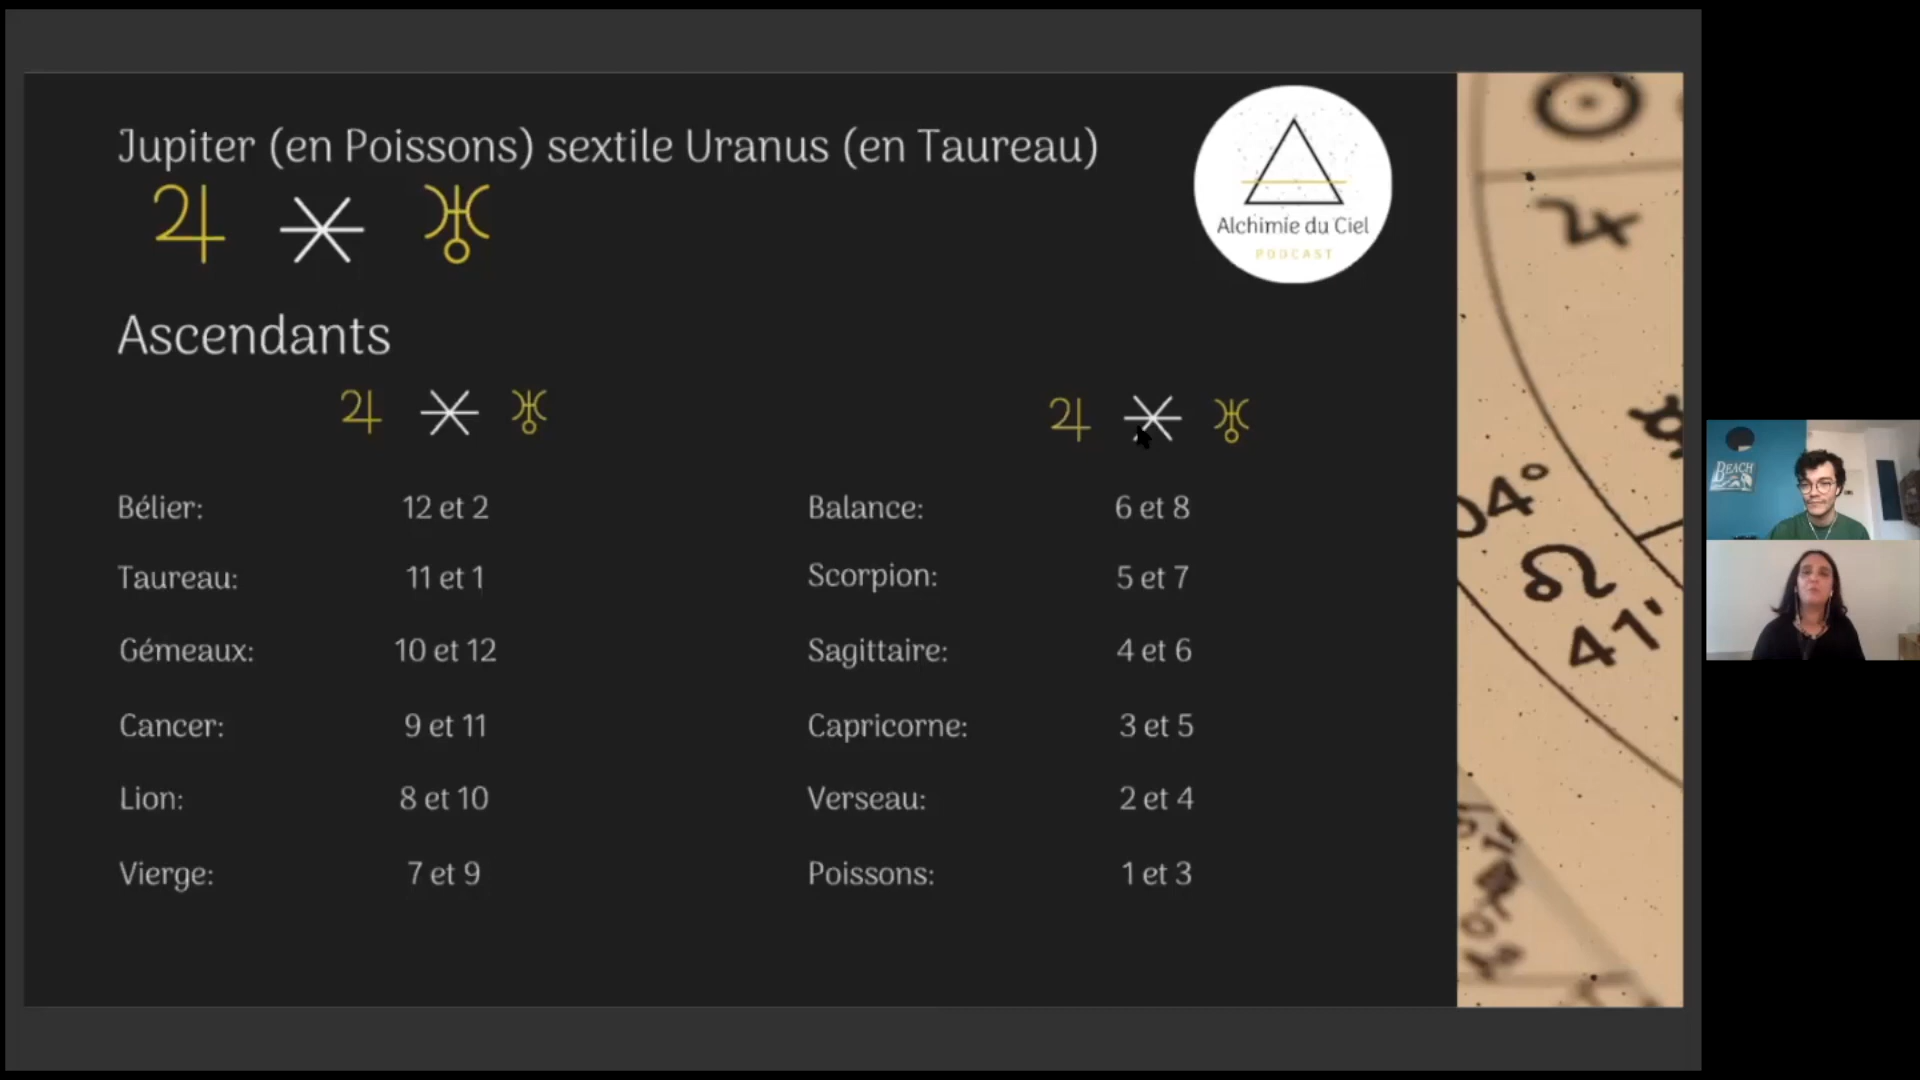 Jupiter (en Poissons) sextile Uranus (en Taureau)
♃ ⚹ ♅
Alchimie du Ciel
PODCAST
Ascendants
♃ ⚹ ♅
Bélier: 12 et 2
Taureau: 11 et 1
Gémeaux: 10 et 12
Cancer: 9 et 11
Lion: 8 et 10
Vierge: 7 et 9
♃ ⚹ ♅
Balance: 6 et 8
Scorpion: 5 et 7
Sagittaire: 4 et 6
Capricorne: 3 et 5
Verseau: 2 et 4
Poissons: 1 et 3
04°
♌
41'
BEACH